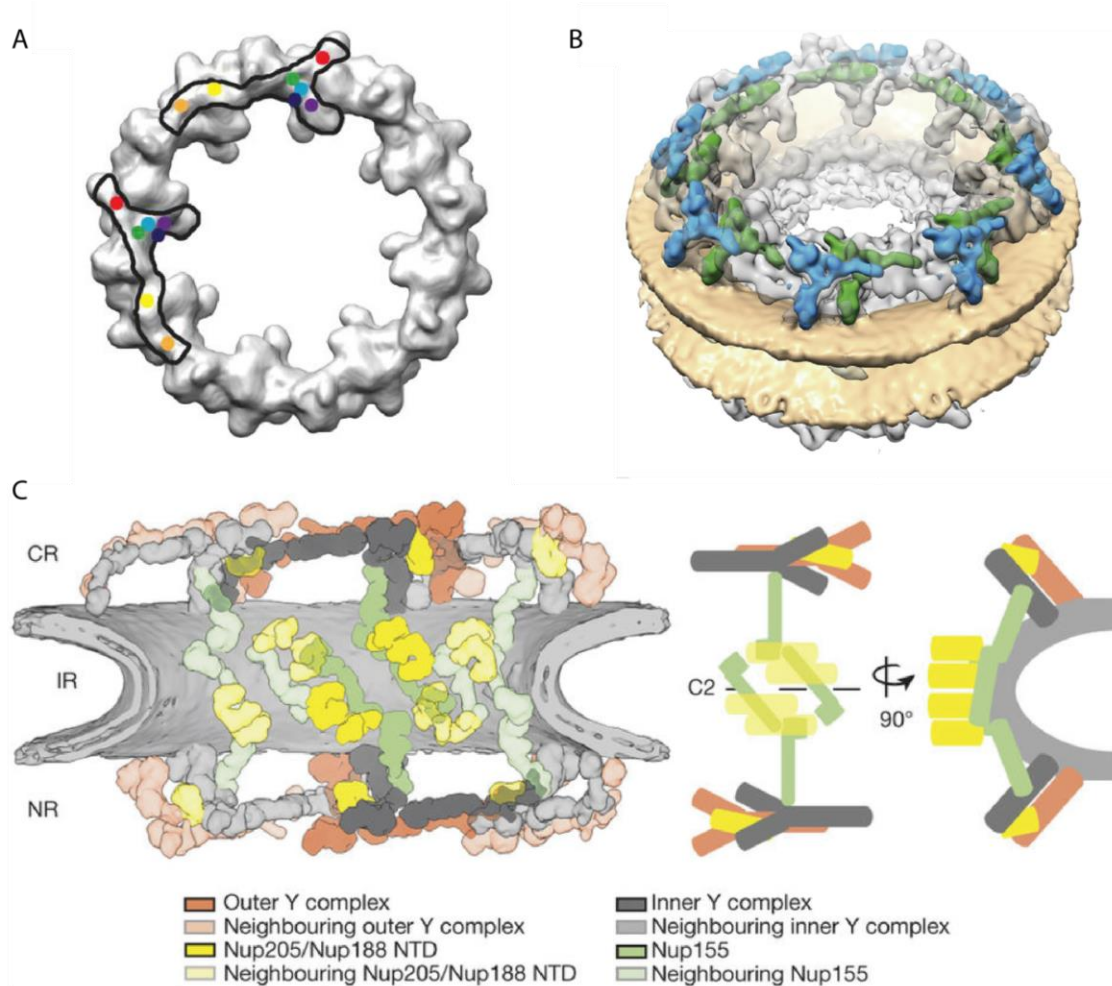 A
B
C
CR
IR
NR
C2
90°
Outer Y complex
Neighbouring outer Y complex
Nup205/Nup188 NTD
Neighbouring Nup205/Nup188 NTD
Inner Y complex
Neighbouring inner Y complex
Nup155
Neighbouring Nup155